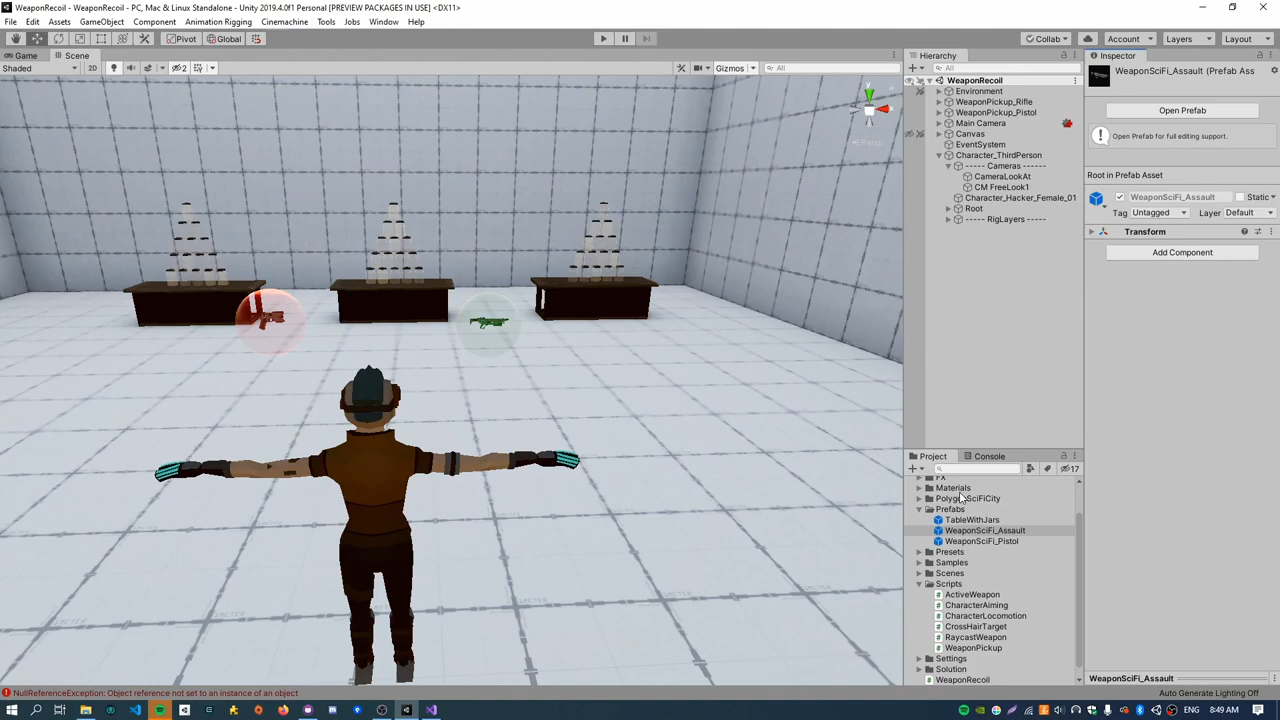 WeaponRecoil - WeaponRecoil - PC, Mac & Linux Standalone - Unity 2019.4.0f1 Personal [PREVIEW PACKAGES IN USE] <DX11>
File Edit Assets GameObject Component Animation Rigging Cinemachine Tools Jobs Window Help
Pivot Global Collab Account Layers Layout
Game Scene
Shaded 2D 2 Gizmos All
Persp
Hierarchy
All
WeaponRecoil
Environment
WeaponPickup_Rifle
WeaponPickup_Pistol
Main Camera
Canvas
EventSystem
Character_ThirdPerson
----- Cameras ------
CameraLookAt
CM FreeLook1
Character_Hacker_Female_01
Root
----- RigLayers -----
Project Console
17
FX
Materials
PolygonSciFiCity
Prefabs
TableWithJars
WeaponSciFi_Assault
WeaponSciFi_Pistol
Presets
Samples
Scenes
Scripts
ActiveWeapon
CharacterAiming
CharacterLocomotion
CrossHairTarget
RaycastWeapon
WeaponPickup
Settings
Solution
WeaponRecoil
Inspector
WeaponSciFi_Assault (Prefab Ass
Open Prefab
Open Prefab for full editing support.
Root in Prefab Asset
WeaponSciFi_Assault Static
Tag Untagged Layer Default
Transform
Add Component
WeaponSciFi_Assault
NullReferenceException: Object reference not set to an instance of an object
Auto Generate Lighting Off
ENG 8:49 AM